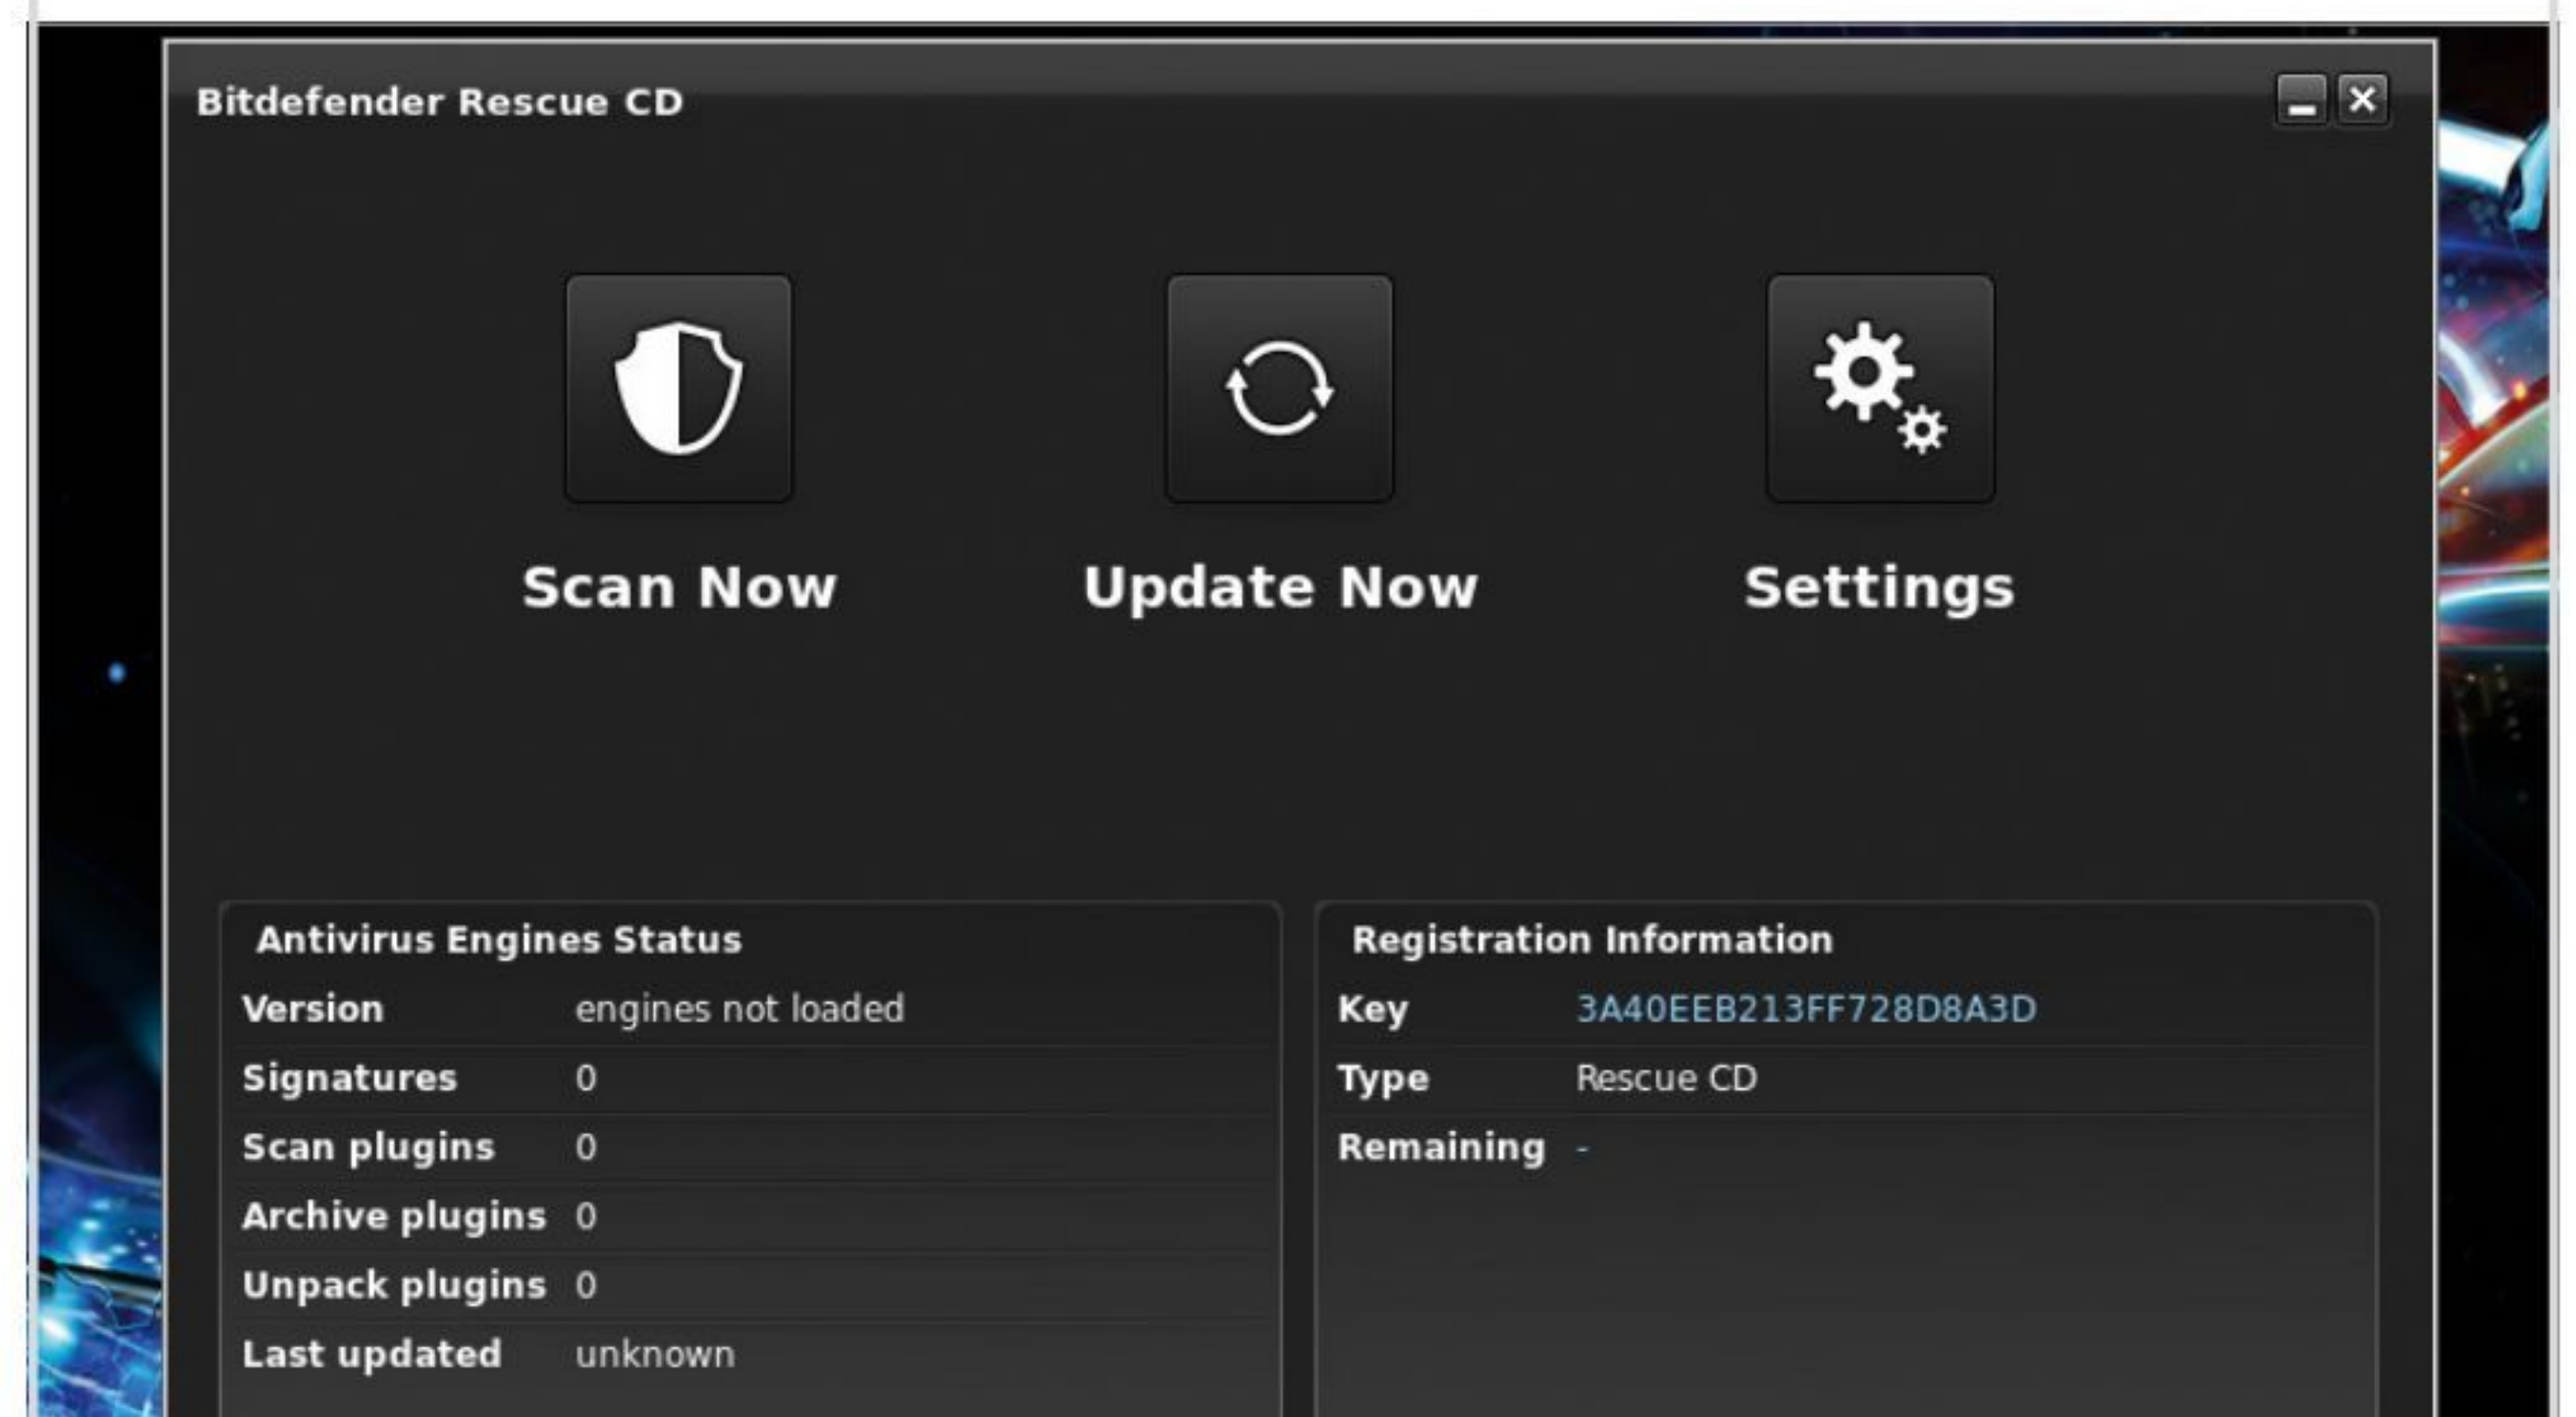 Bitdefender Rescue CD
Scan Now
Update Now
Settings
Antivirus Engines Status
Version engines not loaded
Signatures 0
Scan plugins 0
Archive plugins 0
Unpack plugins 0
Last updated unknown
Registration Information
Key 3A40EEB213FF728D8A3D
Type Rescue CD
Remaining -